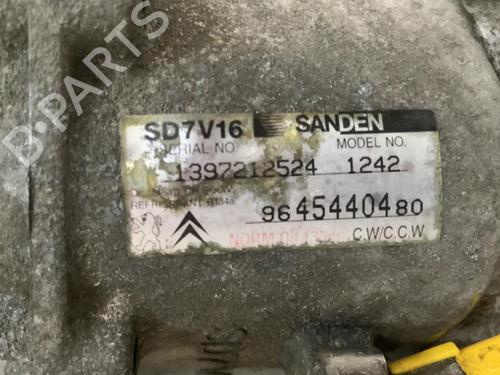 B-PARTS
SD7V16 SANDEN
SERIAL NO MODEL NO.
1397212524 1242
REFRIGERANT R134a
9645440480
C.W/C.C.W